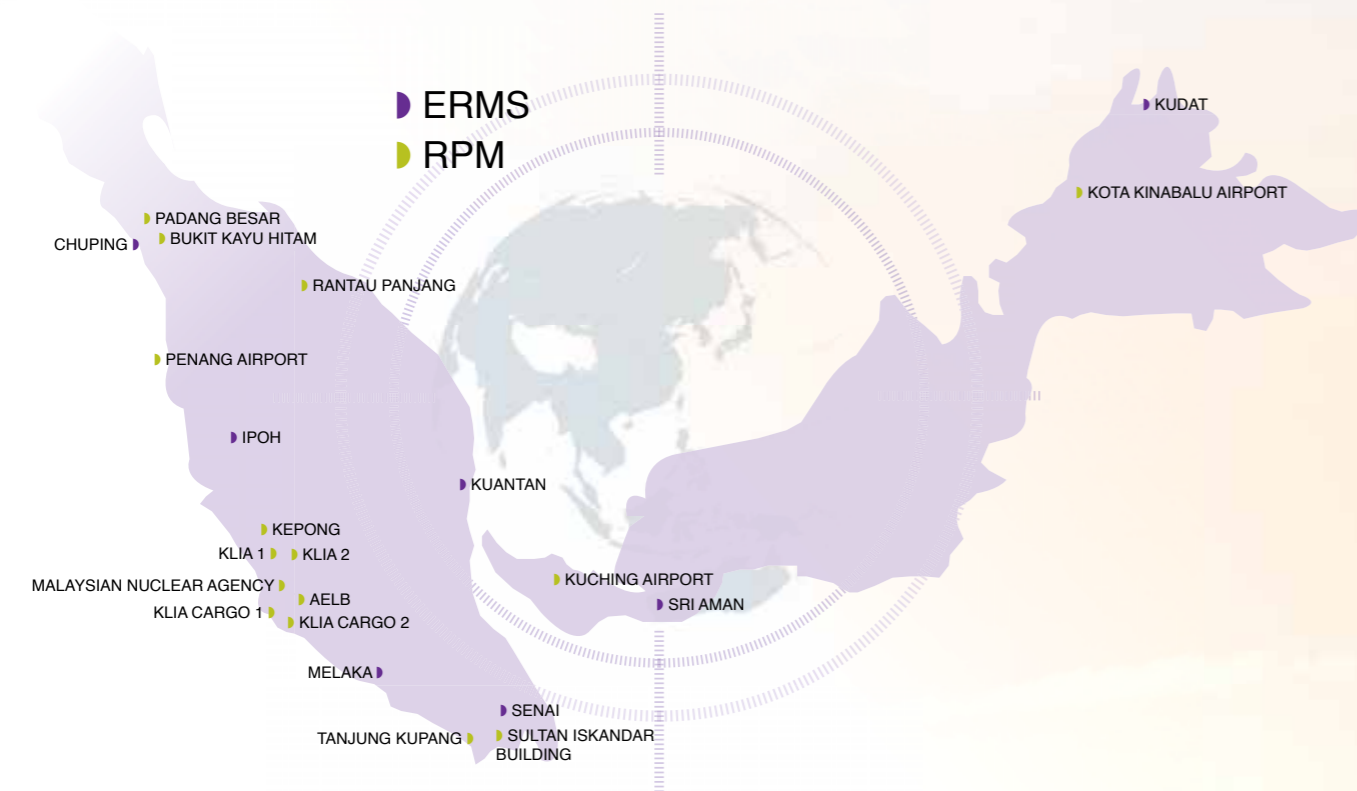 ERMS
RPM
KUDAT
KOTA KINABALU AIRPORT
PADANG BESAR
BUKIT KAYU HITAM
CHUPING
RANTAU PANJANG
PENANG AIRPORT
IPOH
KUANTAN
KEPONG
KLIA 1
KLIA 2
KUCHING AIRPORT
MALAYSIAN NUCLEAR AGENCY
AELB
SRI AMAN
KLIA CARGO 1
KLIA CARGO 2
MELAKA
SENAI
TANJUNG KUPANG
SULTAN ISKANDAR
BUILDING